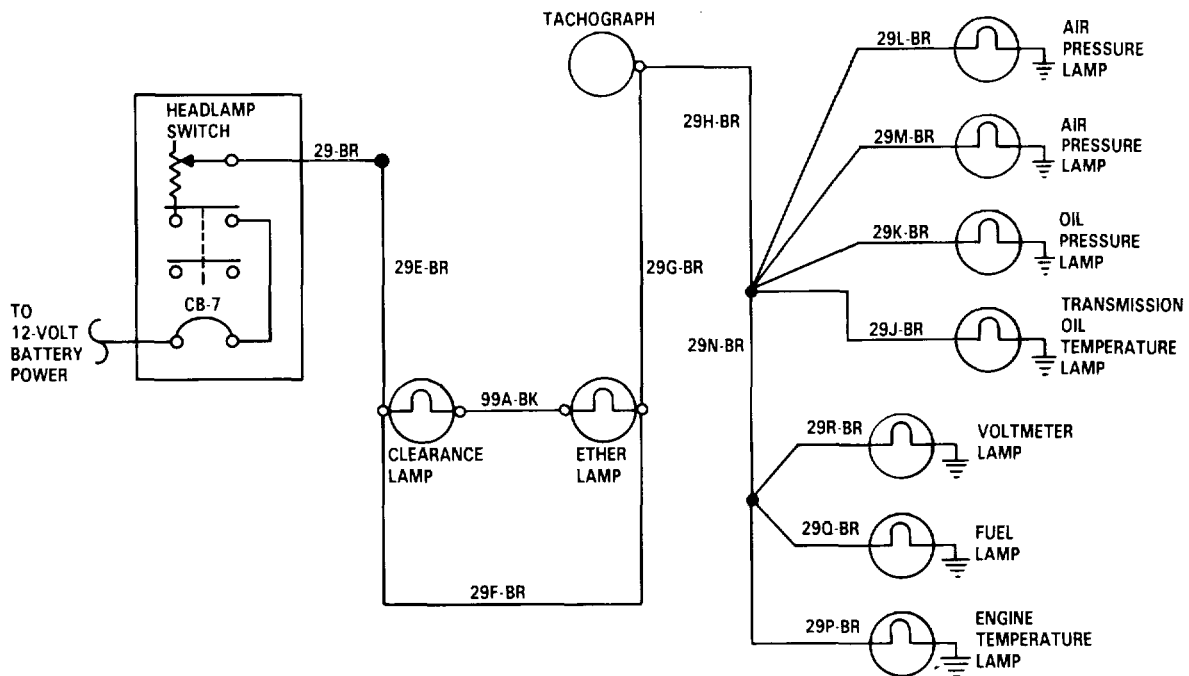 TACHOGRAPH
HEADLAMP
SWITCH
29-BR
CB-7
TO
12-VOLT
BATTERY
POWER
29E-BR
29G-BR
99A-BK
CLEARANCE
LAMP
ETHER
LAMP
29F-BR
29H-BR
29N-BR
29L-BR
AIR
PRESSURE
LAMP
29M-BR
AIR
PRESSURE
LAMP
29K-BR
OIL
PRESSURE
LAMP
29J-BR
TRANSMISSION
OIL
TEMPERATURE
LAMP
29R-BR
VOLTMETER
LAMP
29Q-BR
FUEL
LAMP
29P-BR
ENGINE
TEMPERATURE
LAMP